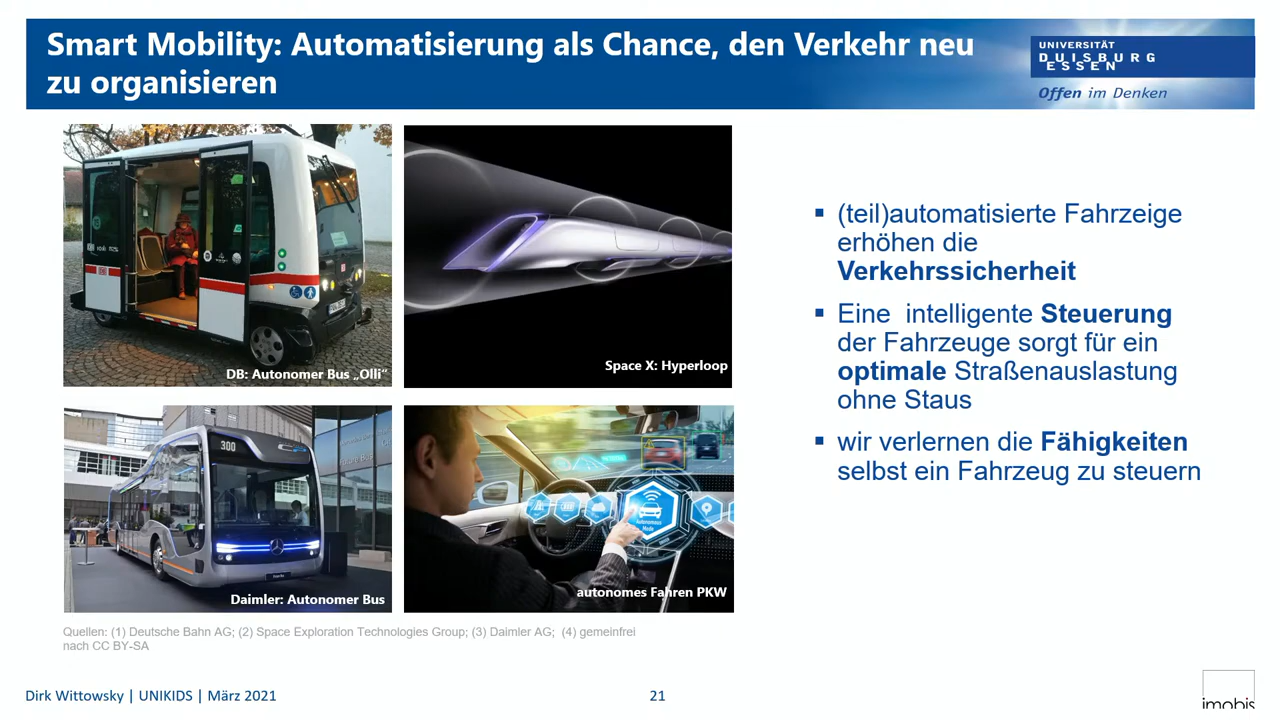 Smart Mobility: Automatisierung als Chance, den Verkehr neu
zu organisieren
UNIVERSITÄT
DUISBURG
ESSEN
Offen im Denken
DB: Autonomer Bus „Olli“
Space X: Hyperloop
300
Daimler: Autonomer Bus
Autonomous
Mode
autonomes Fahren PKW
▪ (teil)automatisierte Fahrzeige
erhöhen die
Verkehrssicherheit
▪ Eine intelligente Steuerung
der Fahrzeuge sorgt für ein
optimale Straßenauslastung
ohne Staus
▪ wir verlernen die Fähigkeiten
selbst ein Fahrzeug zu steuern
Quellen: (1) Deutsche Bahn AG; (2) Space Exploration Technologies Group; (3) Daimler AG; (4) gemeinfrei
nach CC BY-SA
Dirk Wittowsky | UNIKIDS | März 2021
21
imobis